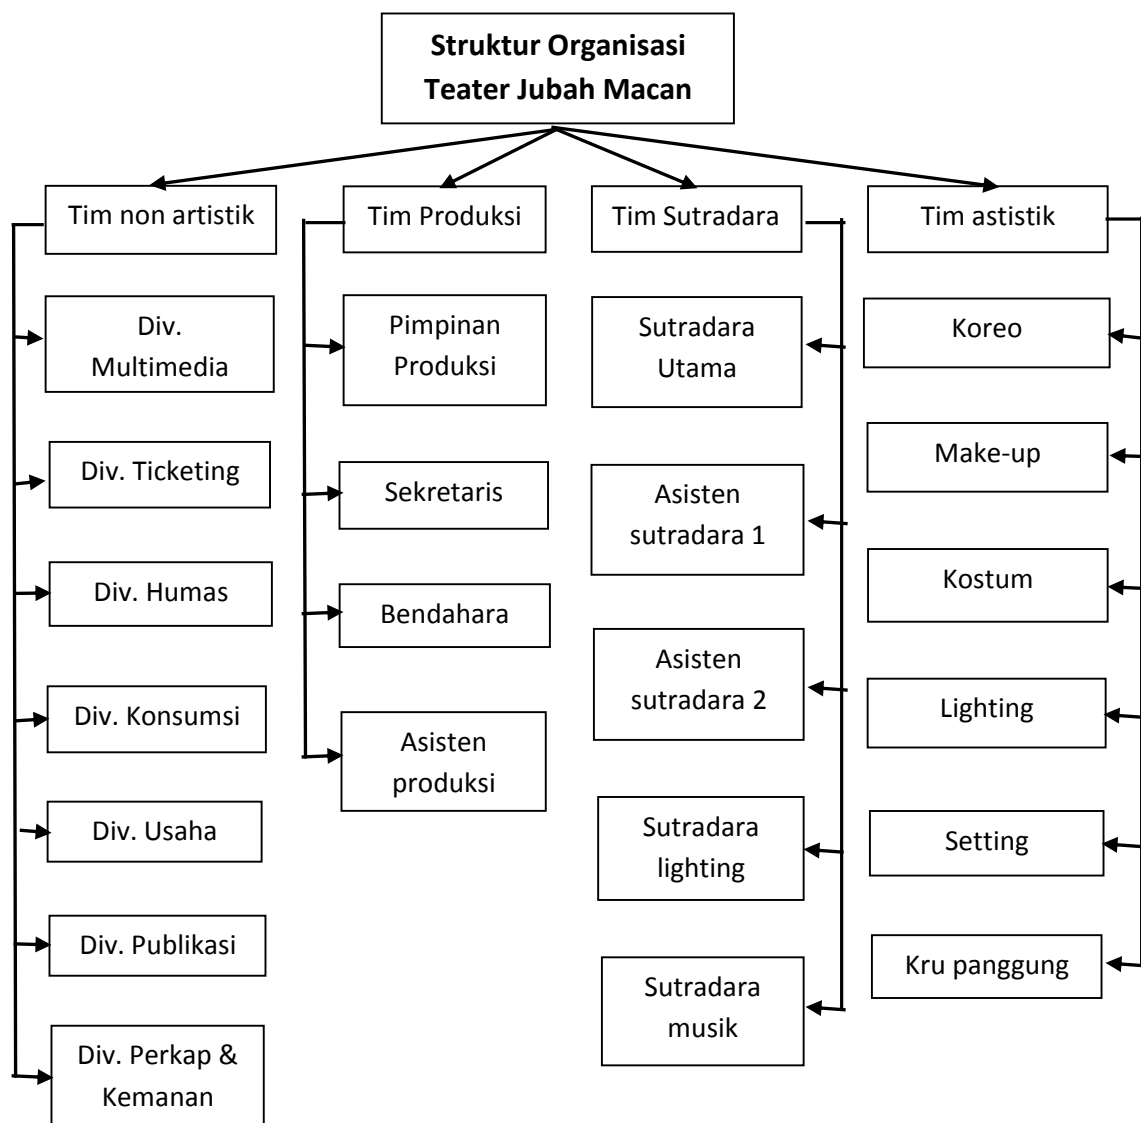 Struktur Organisasi
Teater Jubah Macan
Tim non artistik
Div.
Multimedia
Div. Ticketing
Div. Humas
Div. Konsumsi
Div. Usaha
Div. Publikasi
Div. Perkap &
Kemanan
Tim Produksi
Pimpinan
Produksi
Sekretaris
Bendahara
Asisten
produksi
Tim Sutradara
Sutradara
Utama
Asisten
sutradara 1
Asisten
sutradara 2
Sutradara
lighting
Sutradara
musik
Tim astistik
Koreo
Make-up
Kostum
Lighting
Setting
Kru panggung